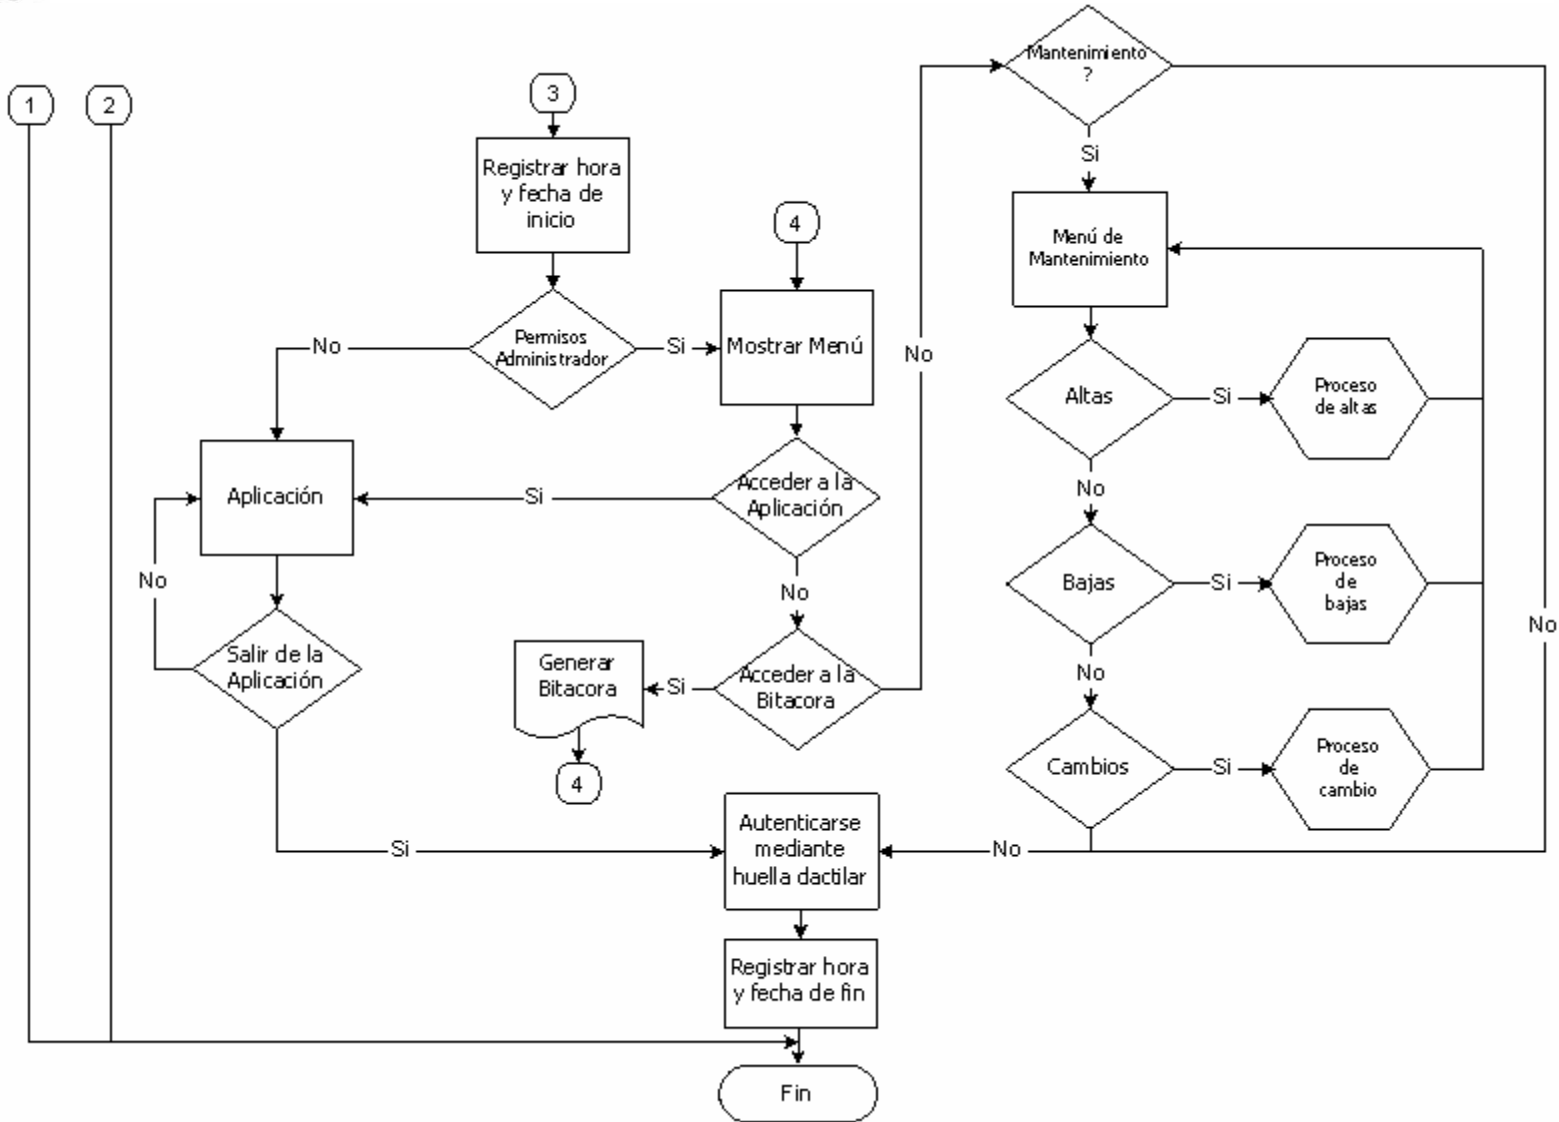 1
2
3
Registrar hora
y fecha de
inicio
Permisos
Administrador
No
Si
4
Mostrar Menú
Aplicación
Si
Acceder a la
Aplicación
No
No
Salir de la
Aplicación
Si
Generar
Bitacora
Si
Acceder a la
Bitacora
4
No
Mantenimiento
?
Si
Menú de
Mantenimiento
Altas
Si
Proceso
de altas
No
Bajas
Si
Proceso
de
bajas
No
Cambios
Si
Proceso
de
cambio
No
No
Autenticarse
mediante
huella dactilar
Registrar hora
y fecha de fin
Fin